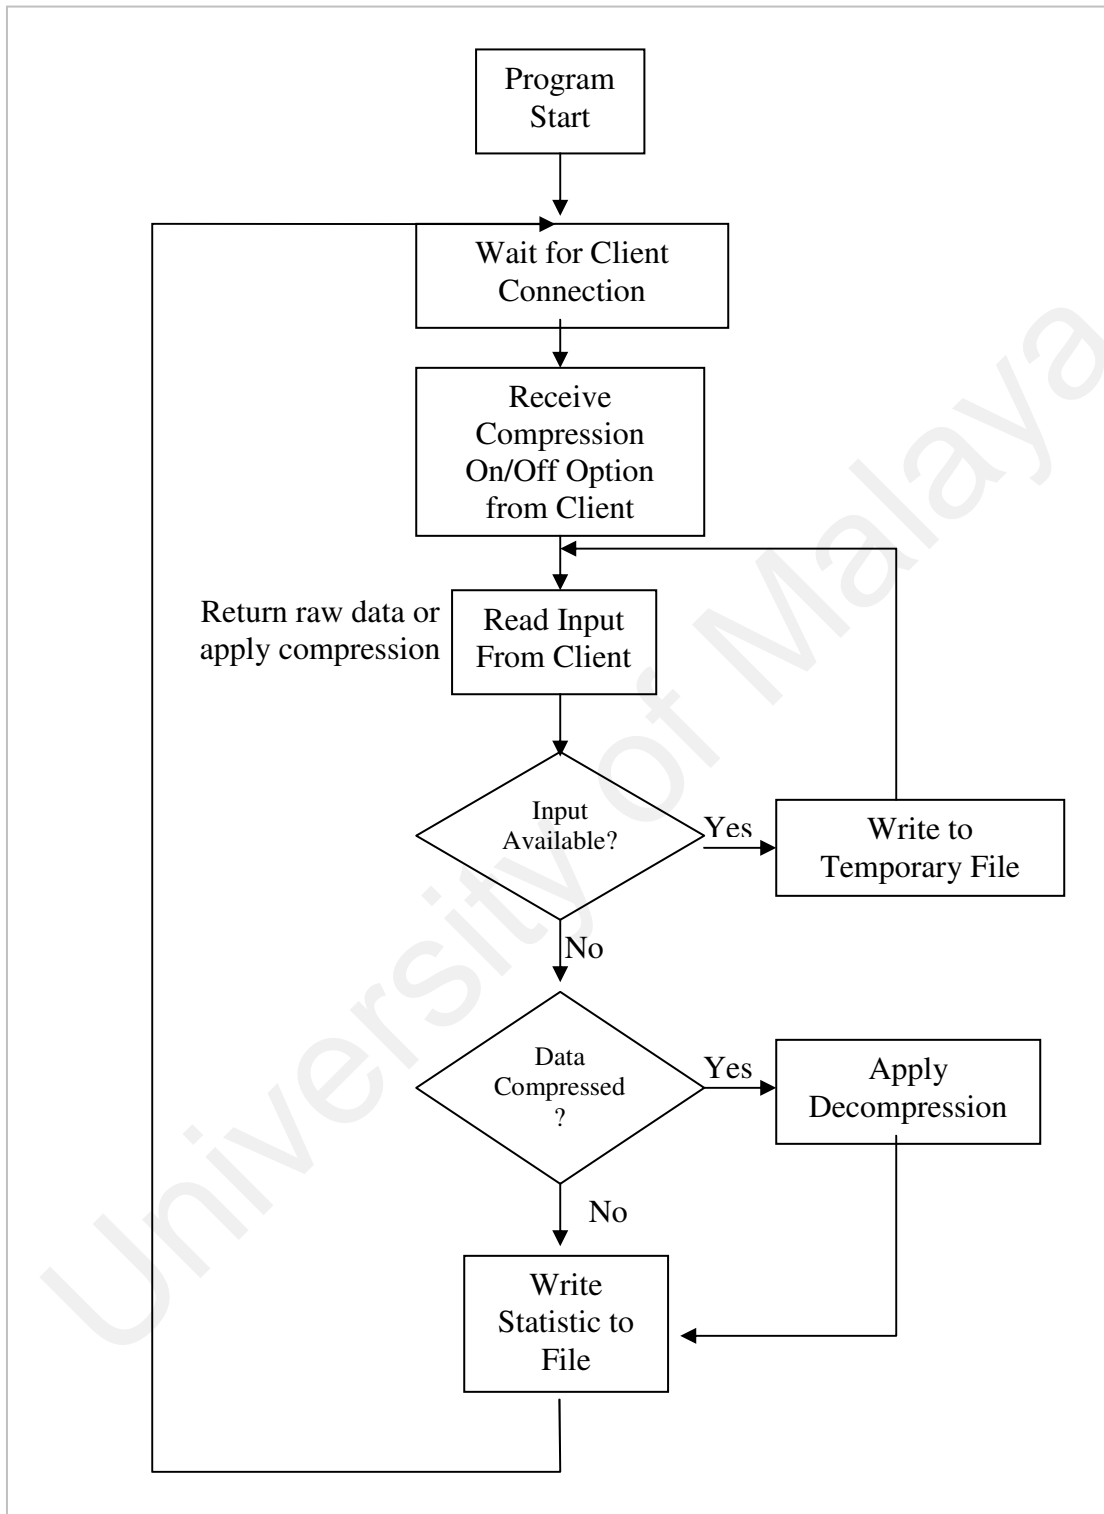 Program
Start
Wait for Client
Connection
Receive
Compression
On/Off Option
from Client
Return raw data or
apply compression
Read Input
From Client
Input
Available?
Yes
Write to
Temporary File
No
Data
Compressed
?
Yes
Apply
Decompression
No
Write
Statistic to
File
University of Malaya